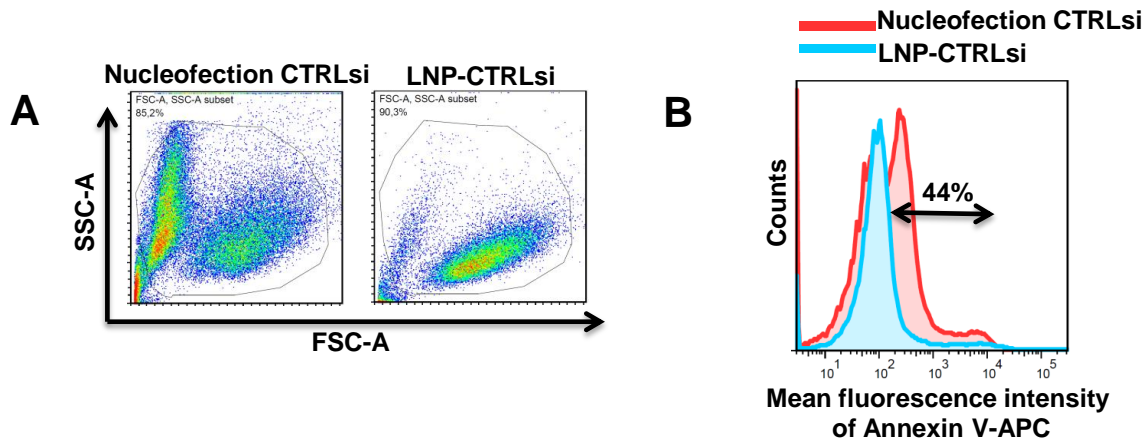 A
Nucleofection CTRLsi
LNP-CTRLsi
FSC-A, SSC-A subset
85,2%
FSC-A, SSC-A subset
90,3%
SSC-A
FSC-A
Nucleofection CTRLsi
LNP-CTRLsi
B
44%
Counts
10¹ 10² 10³ 10⁴ 10⁵
Mean fluorescence intensity
of Annexin V-APC